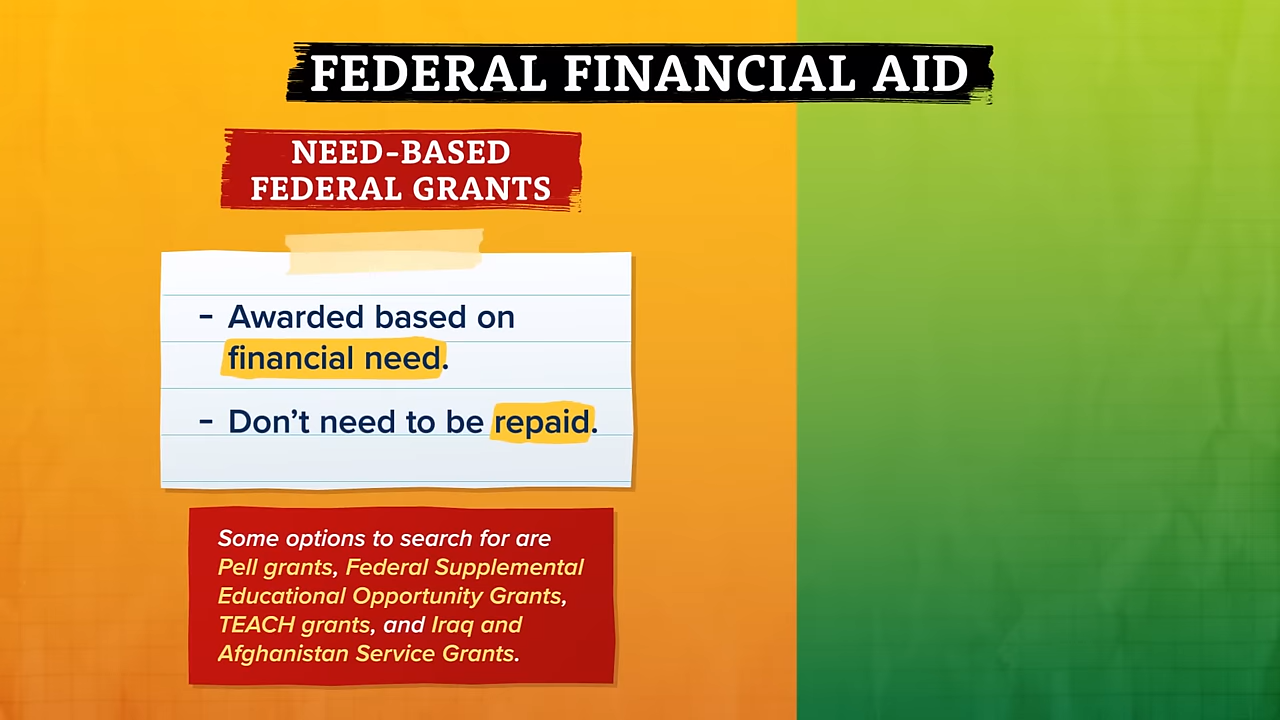 FEDERAL FINANCIAL AID
NEED-BASED
FEDERAL GRANTS
- Awarded based on
financial need.
- Don’t need to be repaid.
Some options to search for are
Pell grants, Federal Supplemental
Educational Opportunity Grants,
TEACH grants, and Iraq and
Afghanistan Service Grants.